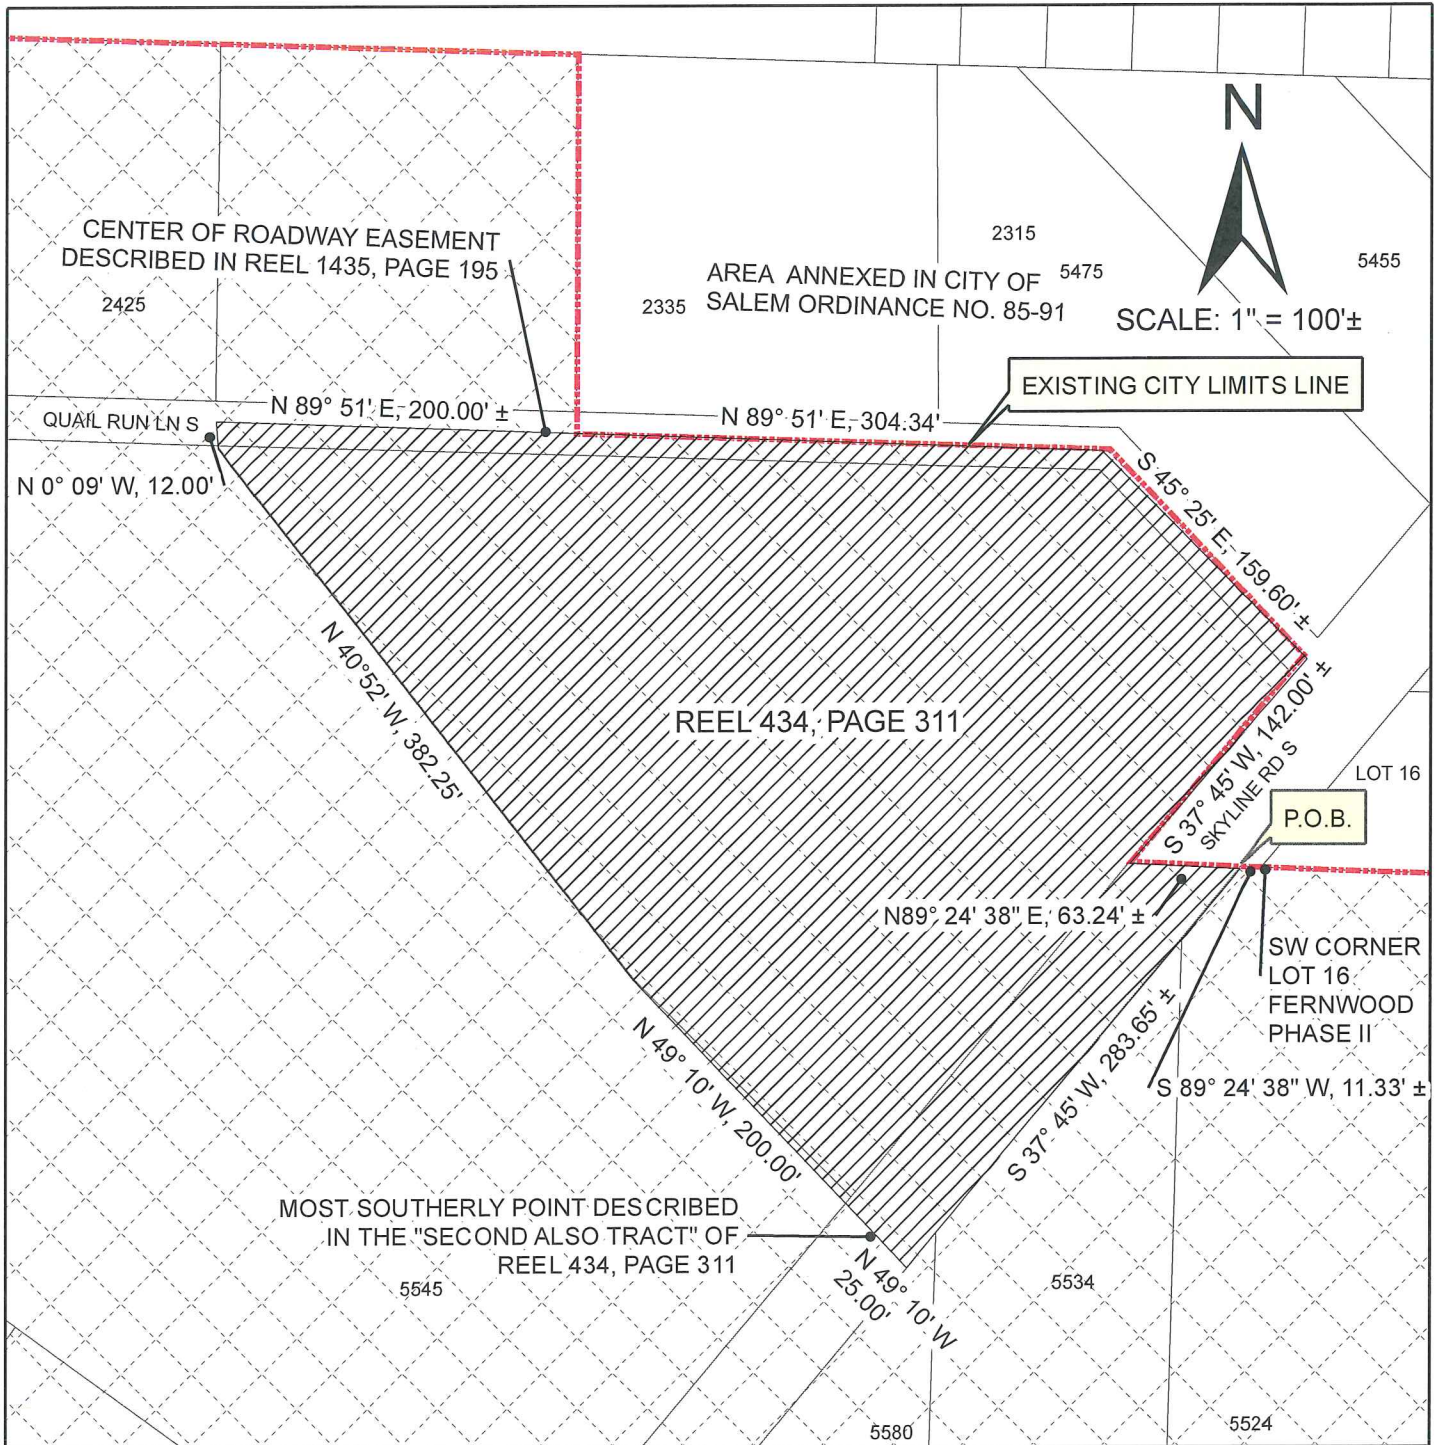 N
CENTER OF ROADWAY EASEMENT
DESCRIBED IN REEL 1435, PAGE 195
2425
2335
AREA ANNEXED IN CITY OF
SALEM ORDINANCE NO. 85-91
2315
5475
5455
SCALE: 1" = 100'±
EXISTING CITY LIMITS LINE
QUAIL RUN LN S
N 89° 51' E, 200.00' ±
N 89° 51' E, 304.34'
N 0° 09' W, 12.00'
S 45° 25' E, 159.60' ±
N 40°52' W, 382.25'
REEL 434, PAGE 311
S 37° 45' W, 142.00' ±
SKYLINE RD S
LOT 16
P.O.B.
N89° 24' 38" E, 63.24' ±
SW CORNER
LOT 16
FERNWOOD
PHASE II
S 89° 24' 38" W, 11.33' ±
S 37° 45' W, 283.65' ±
N 49° 10' W, 200.00'
MOST SOUTHERLY POINT DESCRIBED
IN THE "SECOND ALSO TRACT" OF
REEL 434, PAGE 311
N 49° 10' W
25.00'
5545
5534
5580
5524